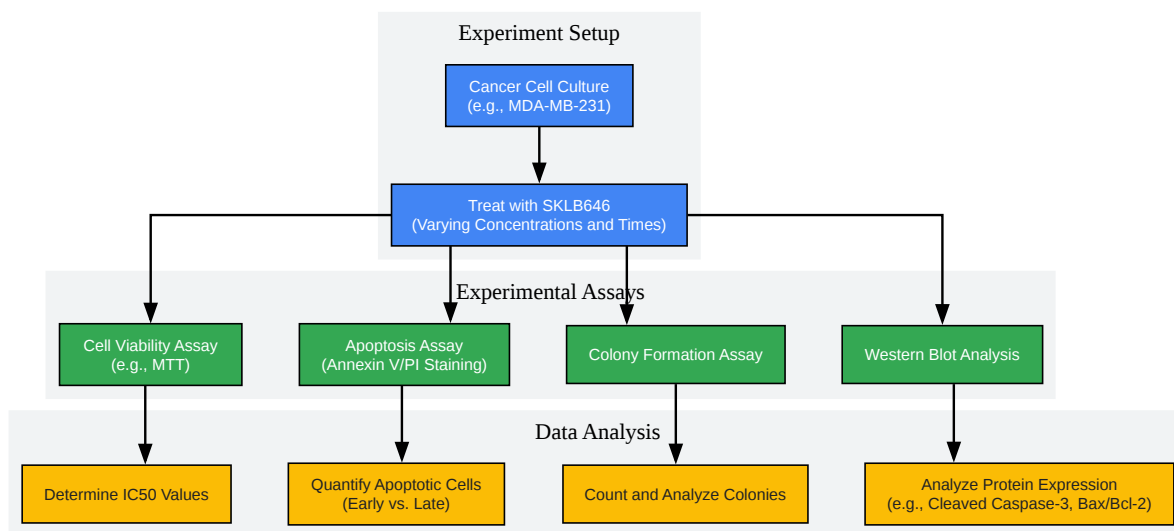 Experiment Setup
Cancer Cell Culture
(e.g., MDA-MB-231)
Treat with SKLB646
(Varying Concentrations and Times)
Experimental Assays
Cell Viability Assay
(e.g., MTT)
Apoptosis Assay
(Annexin V/PI Staining)
Colony Formation Assay
Western Blot Analysis
Data Analysis
Determine IC50 Values
Quantify Apoptotic Cells
(Early vs. Late)
Count and Analyze Colonies
Analyze Protein Expression
(e.g., Cleaved Caspase-3, Bax/Bcl-2)